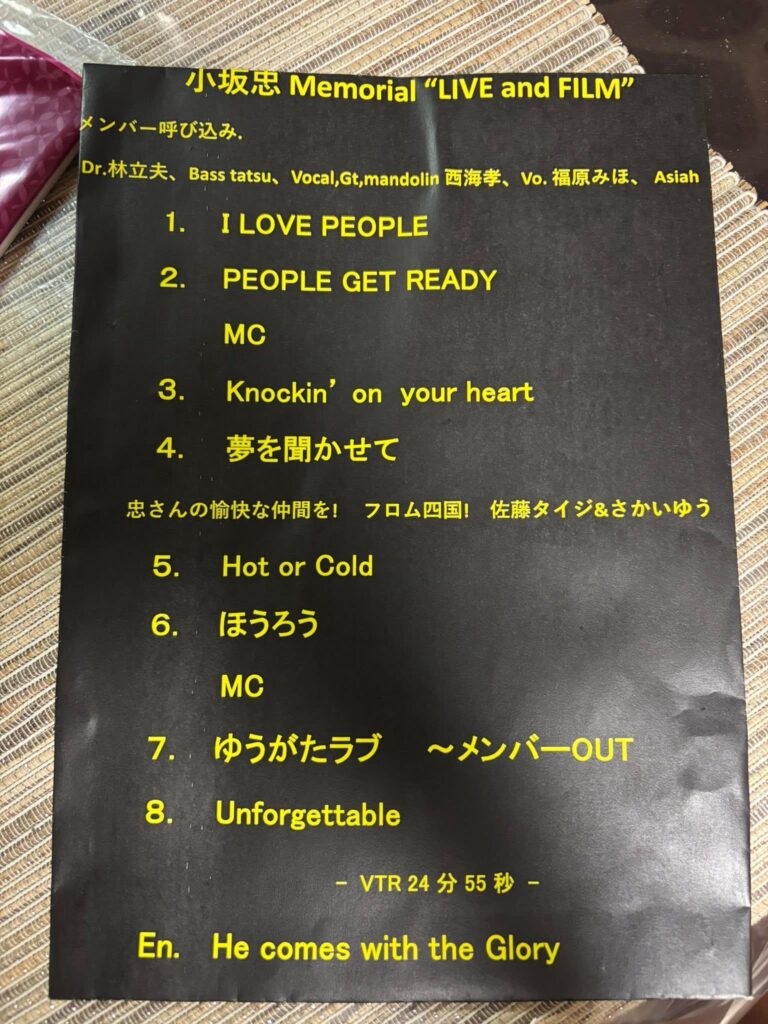 小坂忠 Memorial “LIVE and FILM”
メンバー呼び込み.
Dr.林立夫、Bass tatsu、Vocal,Gt,mandolin 西海孝、Vo. 福原みほ、 Asiah
1. I LOVE PEOPLE
2. PEOPLE GET READY
MC
3. Knockin’ on your heart
4. 夢を聞かせて
忠さんの愉快な仲間を! フロム四国! 佐藤タイジ&さかいゆう
5. Hot or Cold
6. ほうろう
MC
7. ゆうがたラブ ～メンバーOUT
8. Unforgettable
- VTR 24 分 55 秒 -
En. He comes with the Glory